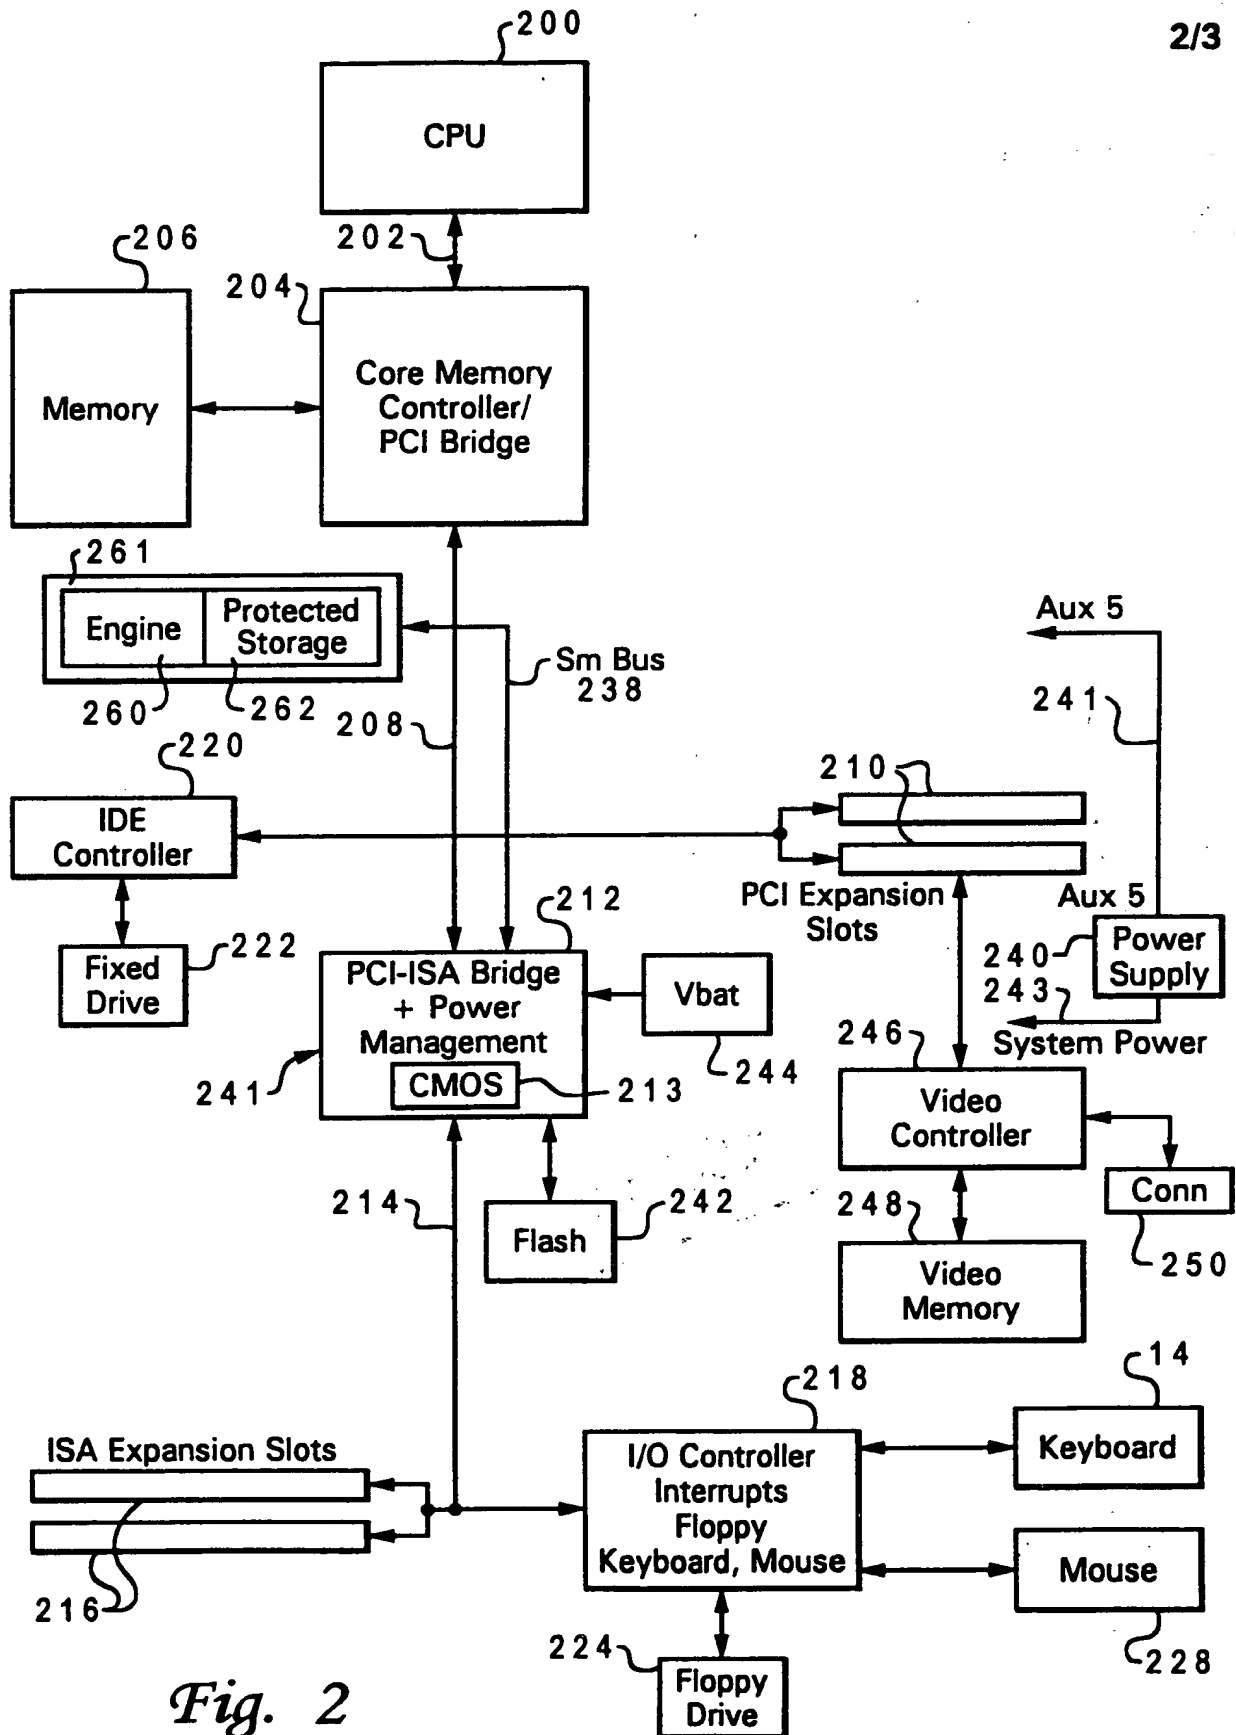 2/3
200
CPU
202
206
204
Memory
Core Memory
Controller/
PCI Bridge
261
Engine
Protected
Storage
260
262
208
Sm Bus
238
Aux 5
241
220
210
IDE
Controller
PCI Expansion
Slots
Aux 5
240
Power
Supply
243
System Power
222
Fixed
Drive
212
PCI-ISA Bridge
+ Power
Management
CMOS
213
241
Vbat
244
246
Video
Controller
Conn
250
248
Video
Memory
214
Flash
242
ISA Expansion Slots
216
218
I/O Controller
Interrupts
Floppy
Keyboard, Mouse
14
Keyboard
Mouse
228
224
Floppy
Drive
Fig. 2